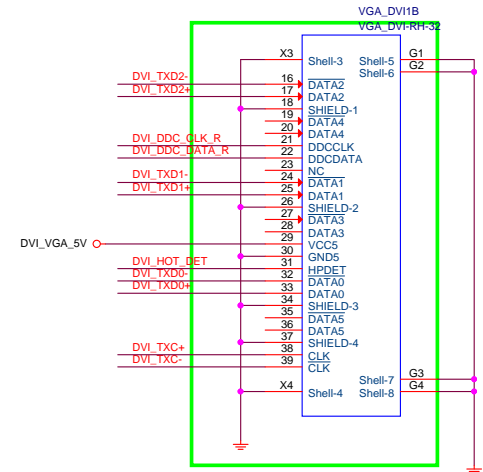 VGA_DVI1B
VGA_DVI-RH-32
X3 Shell-3 Shell-5 G1
Shell-6 G2
DVI_TXD2- 16 DATA2
DVI_TXD2+ 17 DATA2
18 SHIELD-1
19 DATA4
20 DATA4
DVI_DDC_CLK_R 21 DDCCLK
DVI_DDC_DATA_R 22 DDCDATA
23 NC
DVI_TXD1- 24 DATA1
DVI_TXD1+ 25 DATA1
26 SHIELD-2
27 DATA3
28 DATA3
DVI_VGA_5V 29 VCC5
30 GND5
DVI_HOT_DET 31 HPDET
DVI_TXD0- 32 DATA0
DVI_TXD0+ 33 DATA0
34 SHIELD-3
35 DATA5
36 DATA5
37 SHIELD-4
DVI_TXC+ 38 CLK
DVI_TXC- 39 CLK
Shell-7 G3
X4 Shell-4 Shell-8 G4